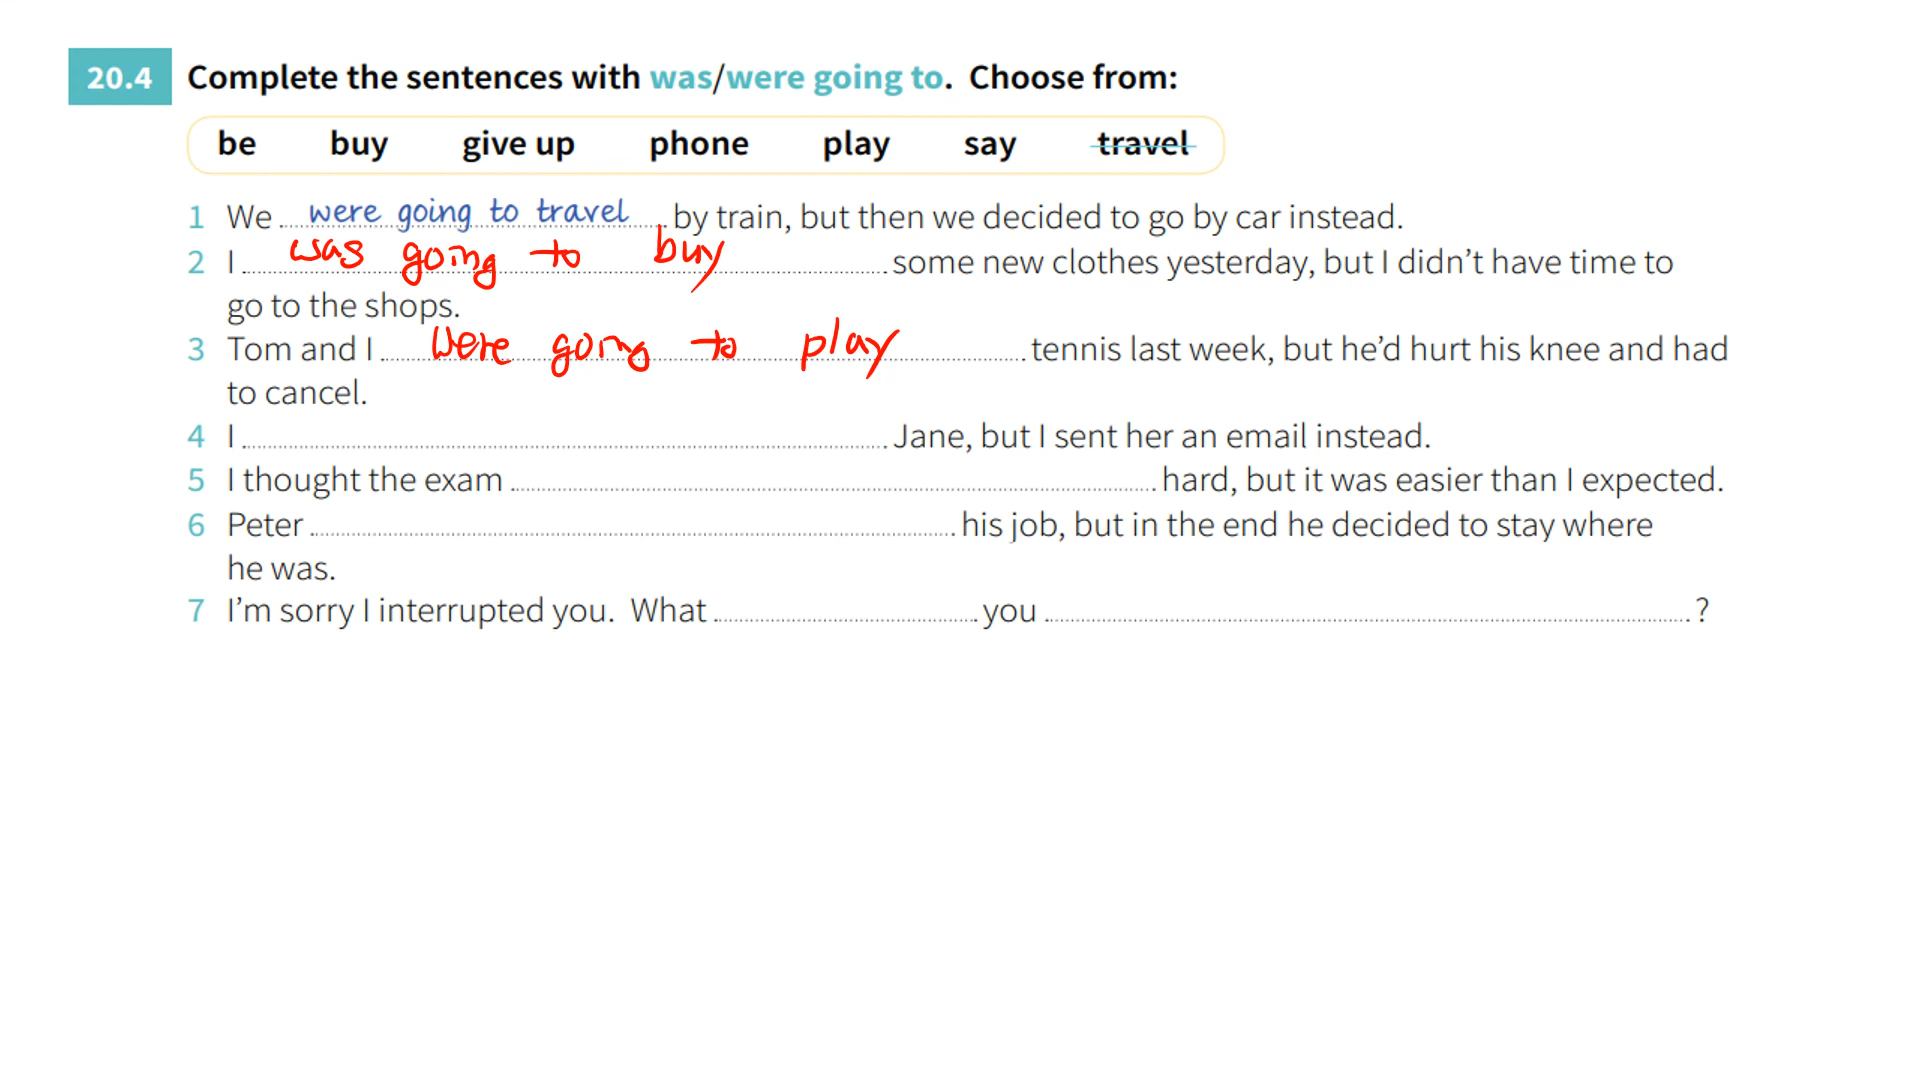 20.4 Complete the sentences with was/were going to. Choose from:
be buy give up phone play say travel
1 We were going to travel by train, but then we decided to go by car instead.
2 I was going to buy some new clothes yesterday, but I didn't have time to
go to the shops.
3 Tom and I were going to play tennis last week, but he'd hurt his knee and had
to cancel.
4 I ........ Jane, but I sent her an email instead.
5 I thought the exam ........ hard, but it was easier than I expected.
6 Peter ........ his job, but in the end he decided to stay where
he was.
7 I'm sorry I interrupted you. What ........ you ........ ?